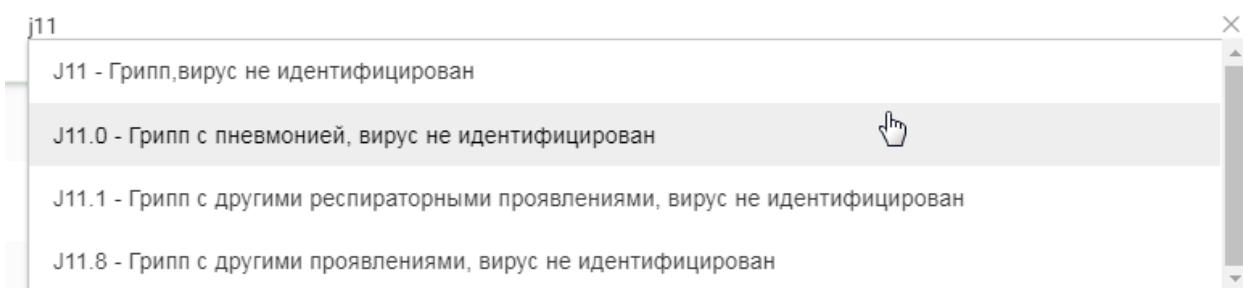 j11
J11 - Грипп,вирус не идентифицирован
J11.0 - Грипп с пневмонией, вирус не идентифицирован
J11.1 - Грипп с другими респираторными проявлениями, вирус не идентифицирован
J11.8 - Грипп с другими проявлениями, вирус не идентифицирован